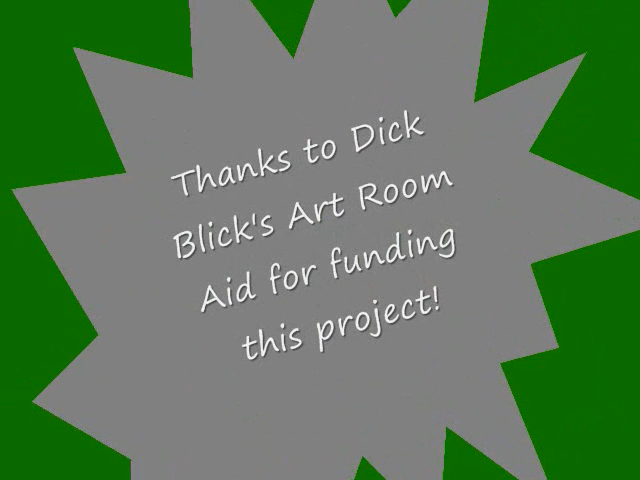 Thanks to Dick
Blick's Art Room
Aid for funding
this project!